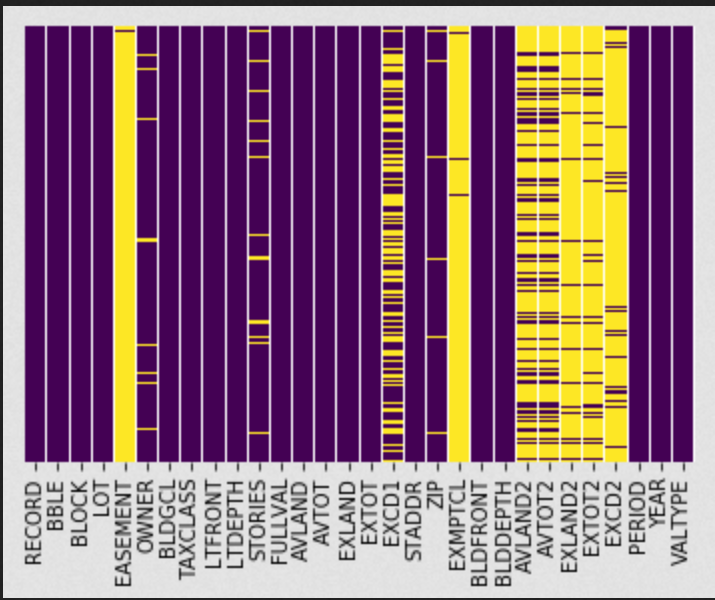 RECORD
BBLE
BLOCK
LOT
EASEMENT
OWNER
BLDGCL
TAXCLASS
LTFRONT
LTDEPTH
STORIES
FULLVAL
AVLAND
AVTOT
EXLAND
EXTOT
EXCD1
STADDR
ZIP
EXMPTCL
BLDFRONT
BLDDEPTH
AVLAND2
AVTOT2
EXLAND2
EXTOT2
EXCD2
PERIOD
YEAR
VALTYPE